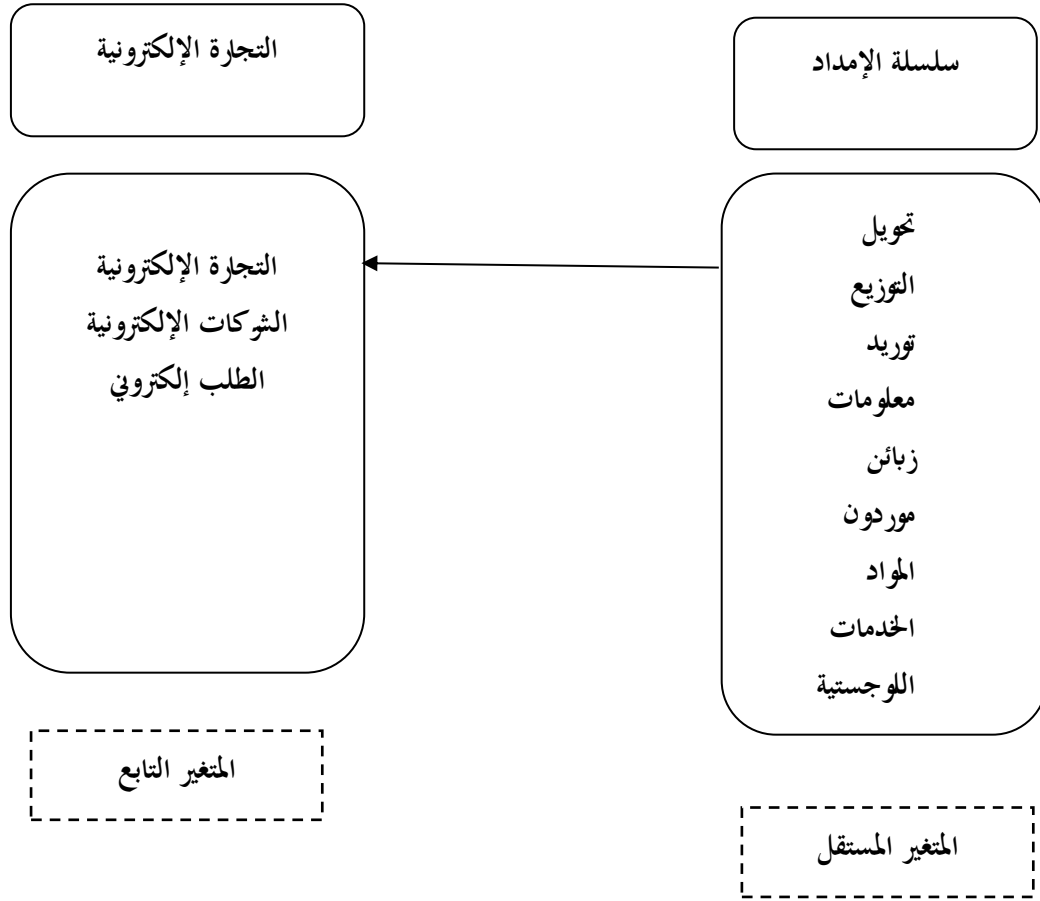 سلسلة الإمداد
تحويل
التوزيع
توريد
معلومات
زبائن
موردون
المواد
الخدمات
اللوجستية
المتغير المستقل
التجارة الإلكترونية
التجارة الإلكترونية
الشركات الإلكترونية
الطلب إلكتروني
المتغير التابع